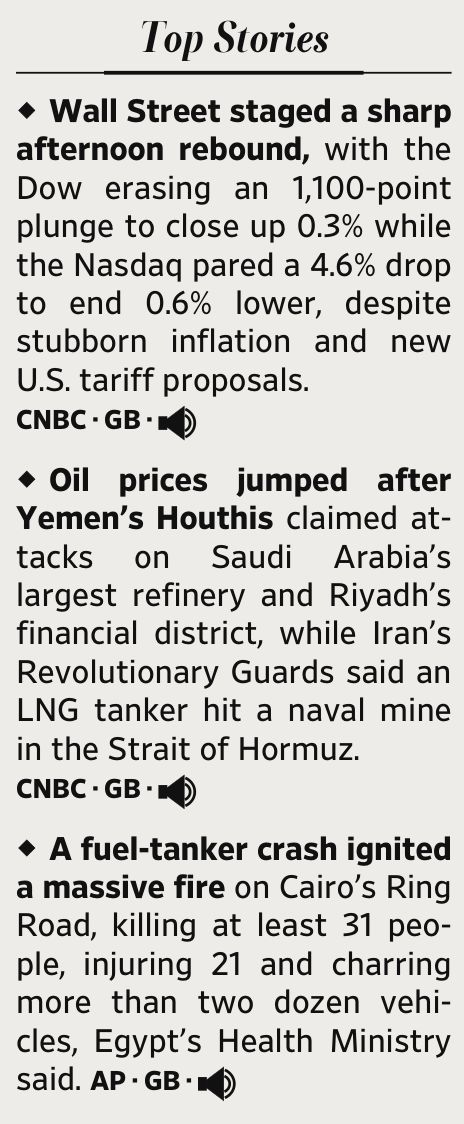 Top Stories
◆ Wall Street staged a sharp
afternoon rebound, with the
Dow erasing an 1,100-point
plunge to close up 0.3% while
the Nasdaq pared a 4.6% drop
to end 0.6% lower, despite
stubborn inflation and new
U.S. tariff proposals.
CNBC · GB ·
◆ Oil prices jumped after
Yemen’s Houthis claimed at-
tacks on Saudi Arabia’s
largest refinery and Riyadh’s
financial district, while Iran’s
Revolutionary Guards said an
LNG tanker hit a naval mine
in the Strait of Hormuz.
CNBC · GB ·
◆ A fuel-tanker crash ignited
a massive fire on Cairo’s Ring
Road, killing at least 31 peo-
ple, injuring 21 and charring
more than two dozen vehi-
cles, Egypt’s Health Ministry
said. AP · GB ·